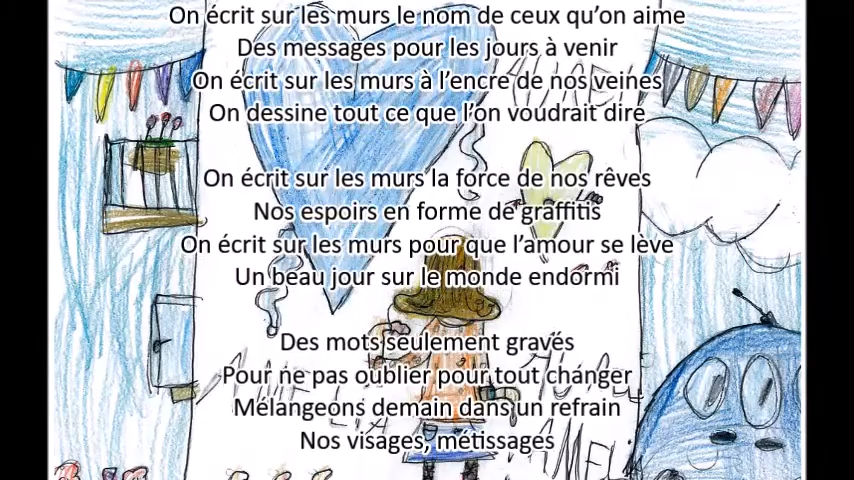 On écrit sur les murs le nom de ceux qu'on aime
Des messages pour les jours à venir
On écrit sur les murs à l'encre de nos veines
On dessine tout ce que l'on voudrait dire
On écrit sur les murs la force de nos rêves
Nos espoirs en forme de graffitis
On écrit sur les murs pour que l'amour se lève
Un beau jour sur le monde endormi
Des mots seulement gravés
Pour ne pas oublier pour tout changer
Mélangeons demain dans un refrain
Nos visages, métissages
AMELIA